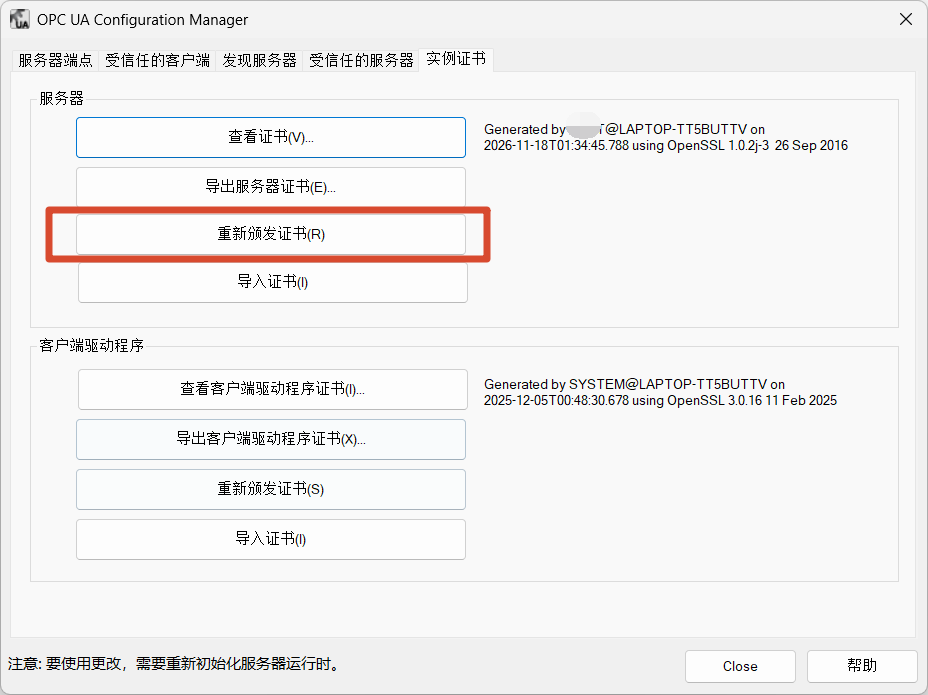 UA
OPC UA Configuration Manager
服务器端点 受信任的客户端 发现服务器 受信任的服务器 实例证书
服务器
查看证书(V)...
Generated by T@LAPTOP-TT5BUTTV on
2026-11-18T01:34:45.788 using OpenSSL 1.0.2j-3 26 Sep 2016
导出服务器证书(E)...
重新颁发证书(R)
导入证书(I)
客户端驱动程序
查看客户端驱动程序证书(I)...
Generated by SYSTEM@LAPTOP-TT5BUTTV on
2025-12-05T00:48:30.678 using OpenSSL 3.0.16 11 Feb 2025
导出客户端驱动程序证书(X)...
重新颁发证书(S)
导入证书(I)
注意: 要使用更改，需要重新初始化服务器运行时。
Close
帮助